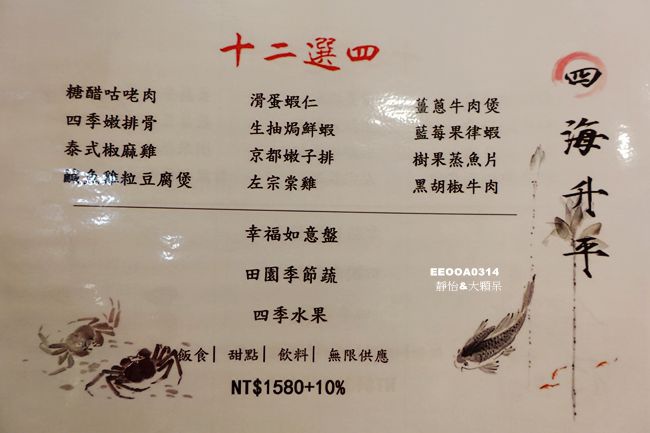 十二選四
四海升平
糖醋咕咾肉
四季嫩排骨
泰式椒麻雞
鹹魚雞粒豆腐煲
滑蛋蝦仁
生抽焗鮮蝦
京都嫩子排
左宗棠雞
薑蔥牛肉煲
藍莓果律蝦
樹果蒸魚片
黑胡椒牛肉
幸福如意盤
田園季節蔬
四季水果
飯食| 甜點| 飲料| 無限供應
NT$1580+10%
EEOOA0314
靜怡&大顆呆